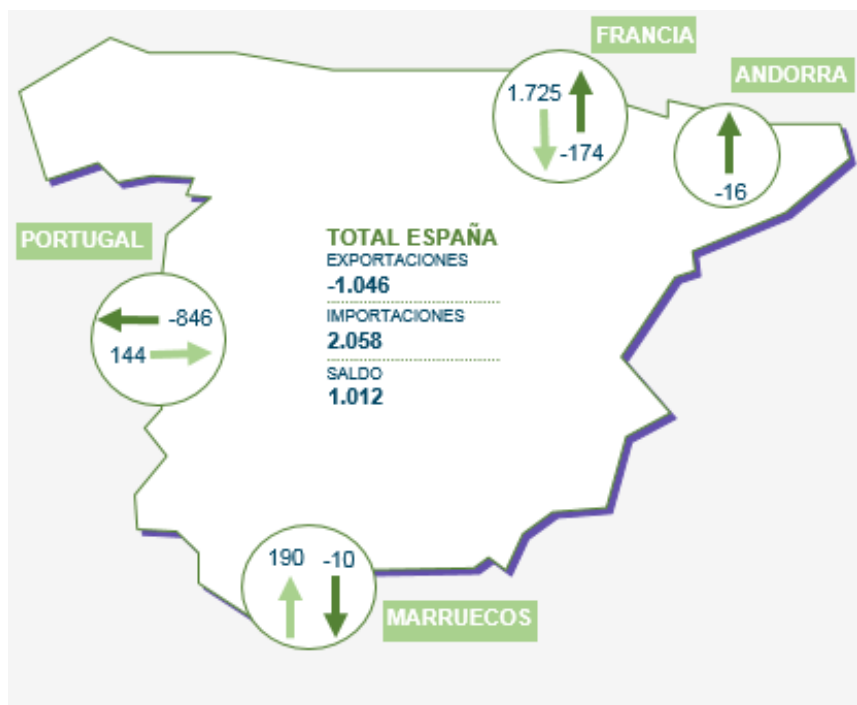 FRANCIA
1.725
-174
ANDORRA
-16
PORTUGAL
-846
144
TOTAL ESPAÑA
EXPORTACIONES
-1.046
IMPORTACIONES
2.058
SALDO
1.012
190 -10
MARRUECOS